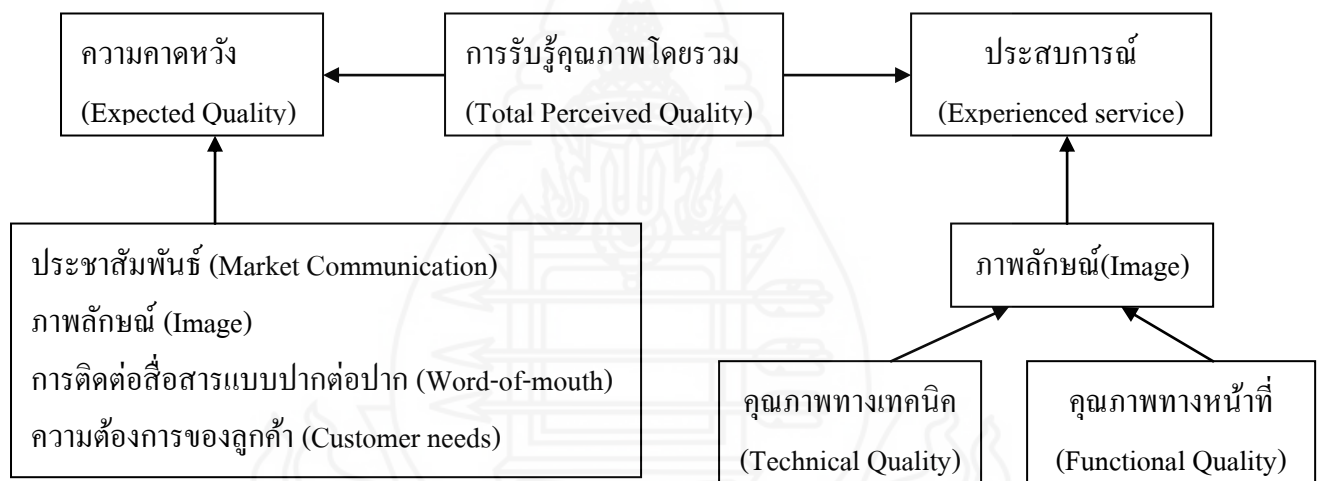 ความคาดหวัง
(Expected Quality)
การรับรู้คุณภาพโดยรวม
(Total Perceived Quality)
ประสบการณ์
(Experienced service)
ประชาสัมพันธ์ (Market Communication)
ภาพลักษณ์ (Image)
การติดต่อสื่อสารแบบปากต่อปาก (Word-of-mouth)
ความต้องการของลูกค้า (Customer needs)
ภาพลักษณ์(Image)
คุณภาพทางเทคนิค
(Technical Quality)
คุณภาพทางหน้าที่
(Functional Quality)